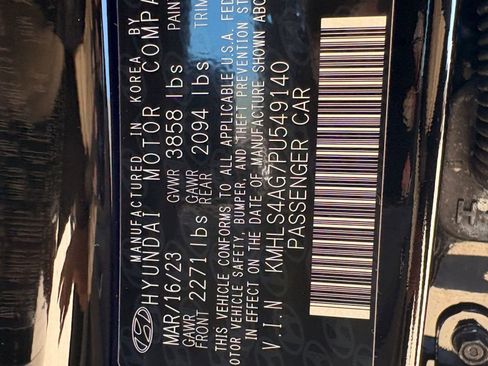 MANUFACTURED IN KOREA BY
HYUNDAI MOTOR COMPA
MAR/16/23 GVWR 3858 lbs PAIN
GAWR FRONT 2271 lbs GAWR REAR 2094 lbs TRIM
THIS VEHICLE CONFORMS TO ALL APPLICABLE U.S.A. FED
OTOR VEHICLE SAFETY, BUMPER, AND THEFT PREVENTION ST
IN EFFECT ON THE DATE OF MANUFACTURE SHOWN ABO
V.I.N KMHLS4AG7PU549140
PASSENGER CAR